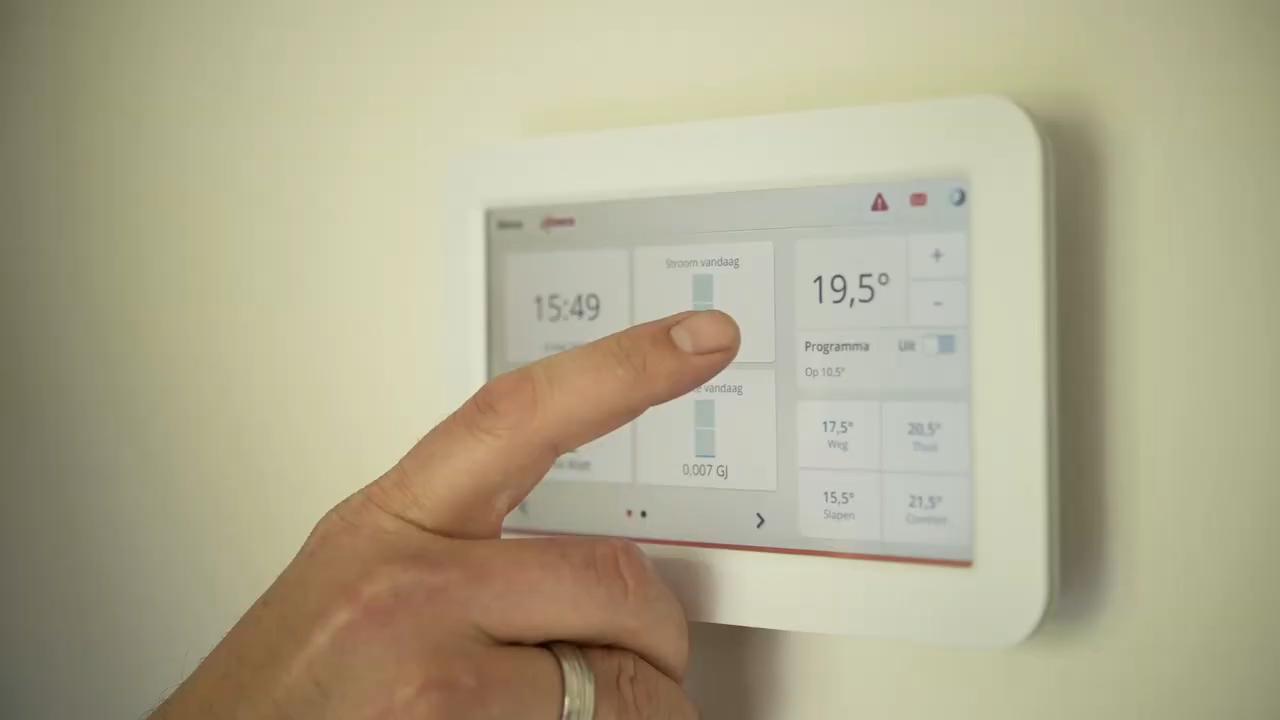 15:49
Stroom vandaag
19,5°
+
-
Programma Uit
Op 10,5°
vandaag
0,007 GJ
17,5°
Weg
20,5°
Thuis
15,5°
Slapen
21,5°
Comfort